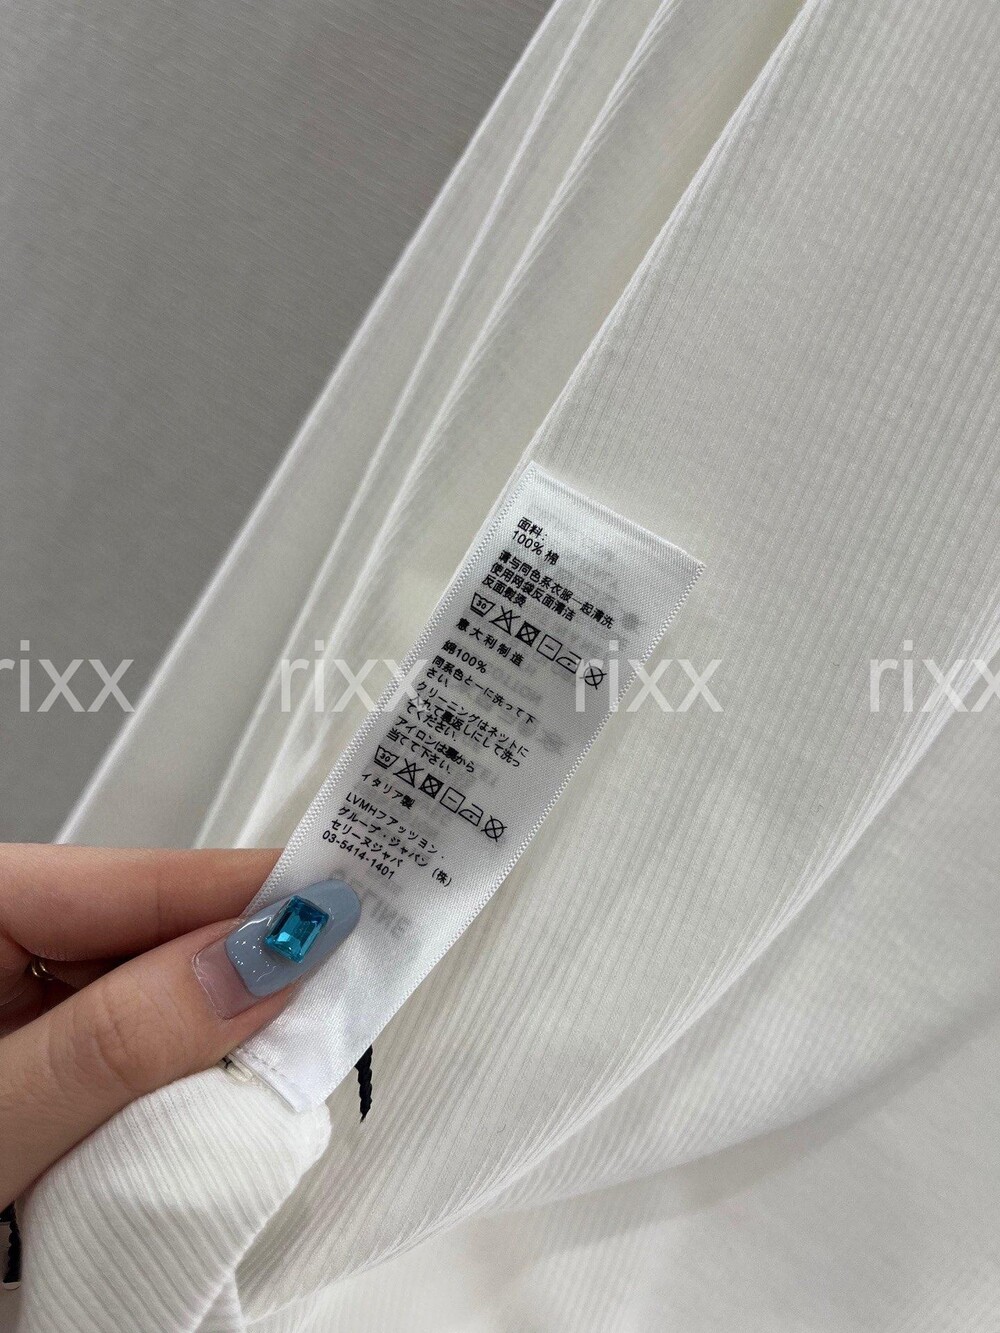 面料:
100% 棉
请与同色系衣服一起清洗
使用网袋反面清洁
反面熨烫
30
意大利制造
綿100%
同系色と一に洗って下
さい.
クリーニングはネットに
入れて裏返しにして洗っ
てください.
アイロンは裏から
当てて下さい.
30
イタリア製
LVMHファッツョン・
グループ・ジャパン(株)
セリーヌジャパ
03-5414-1401
rixx rixx rixx rixx